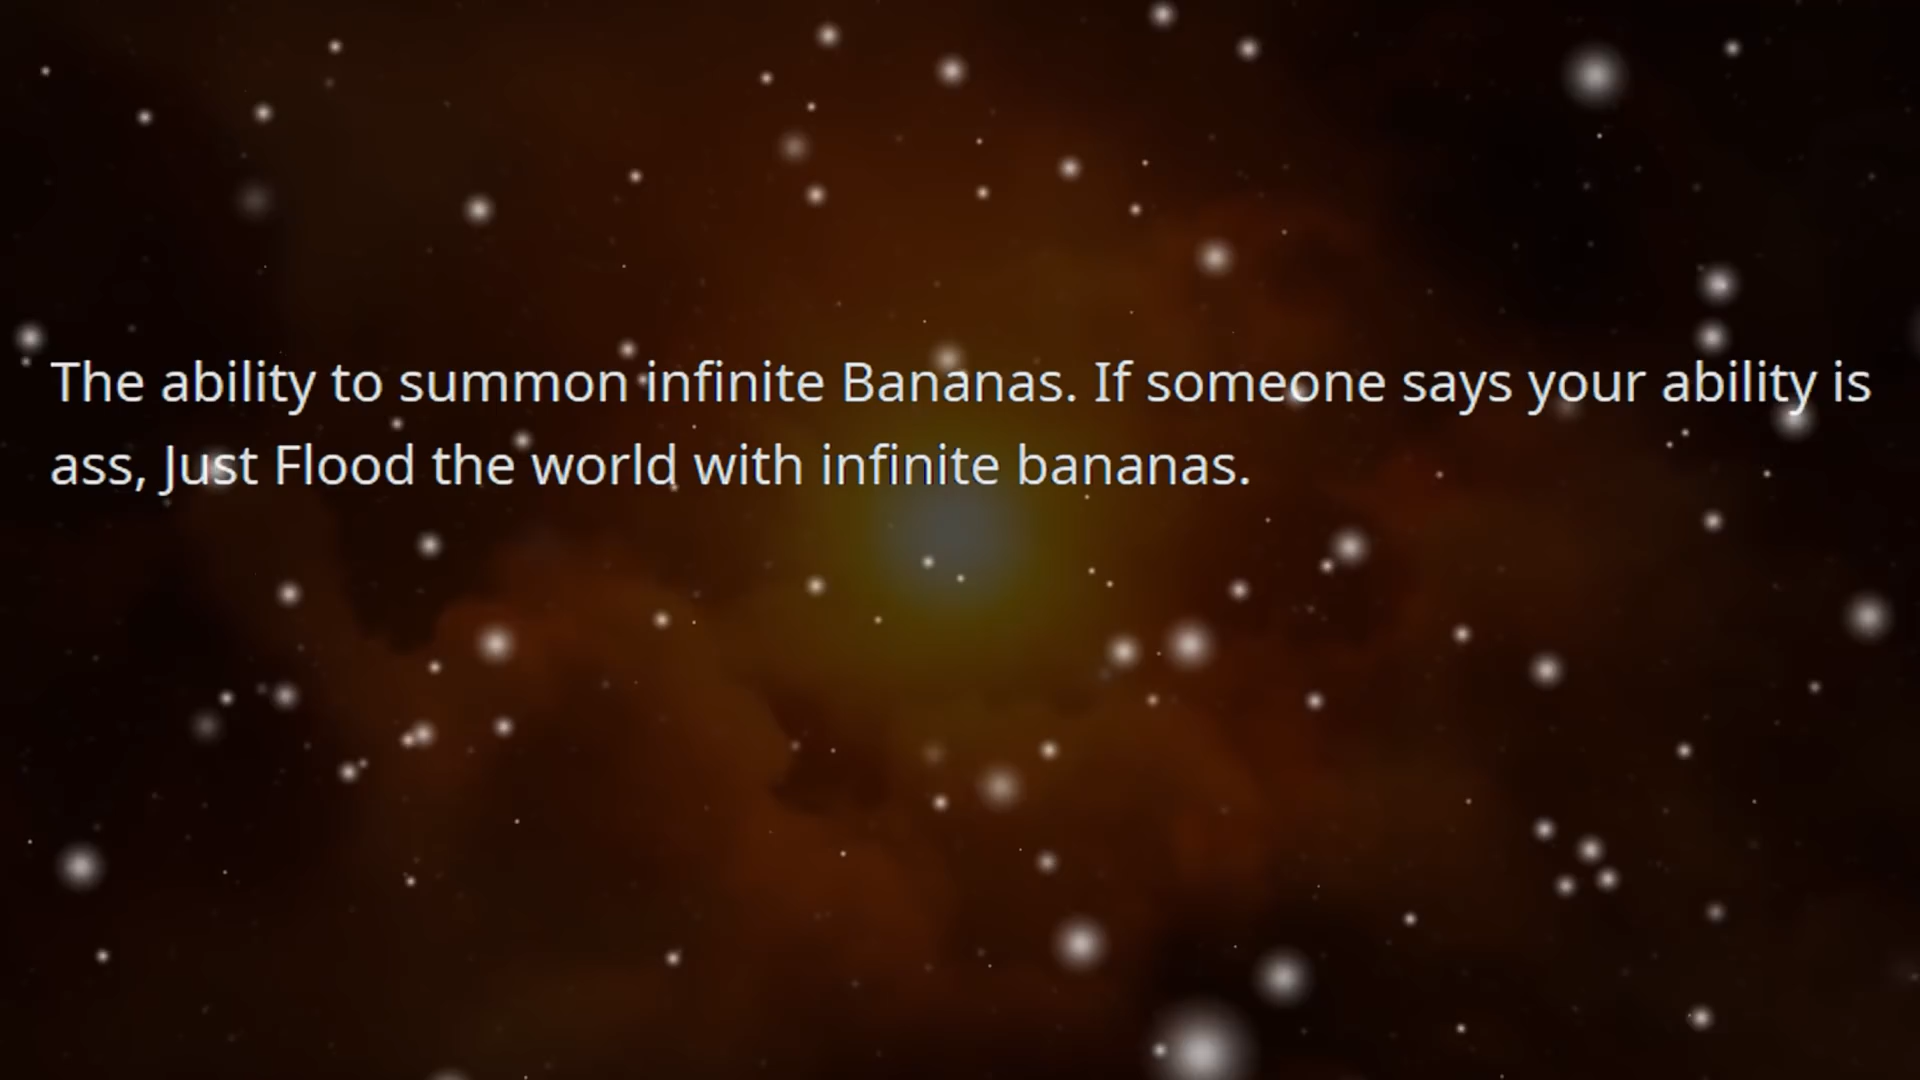 The ability to summon infinite Bananas. If someone says your ability is
ass, Just Flood the world with infinite bananas.